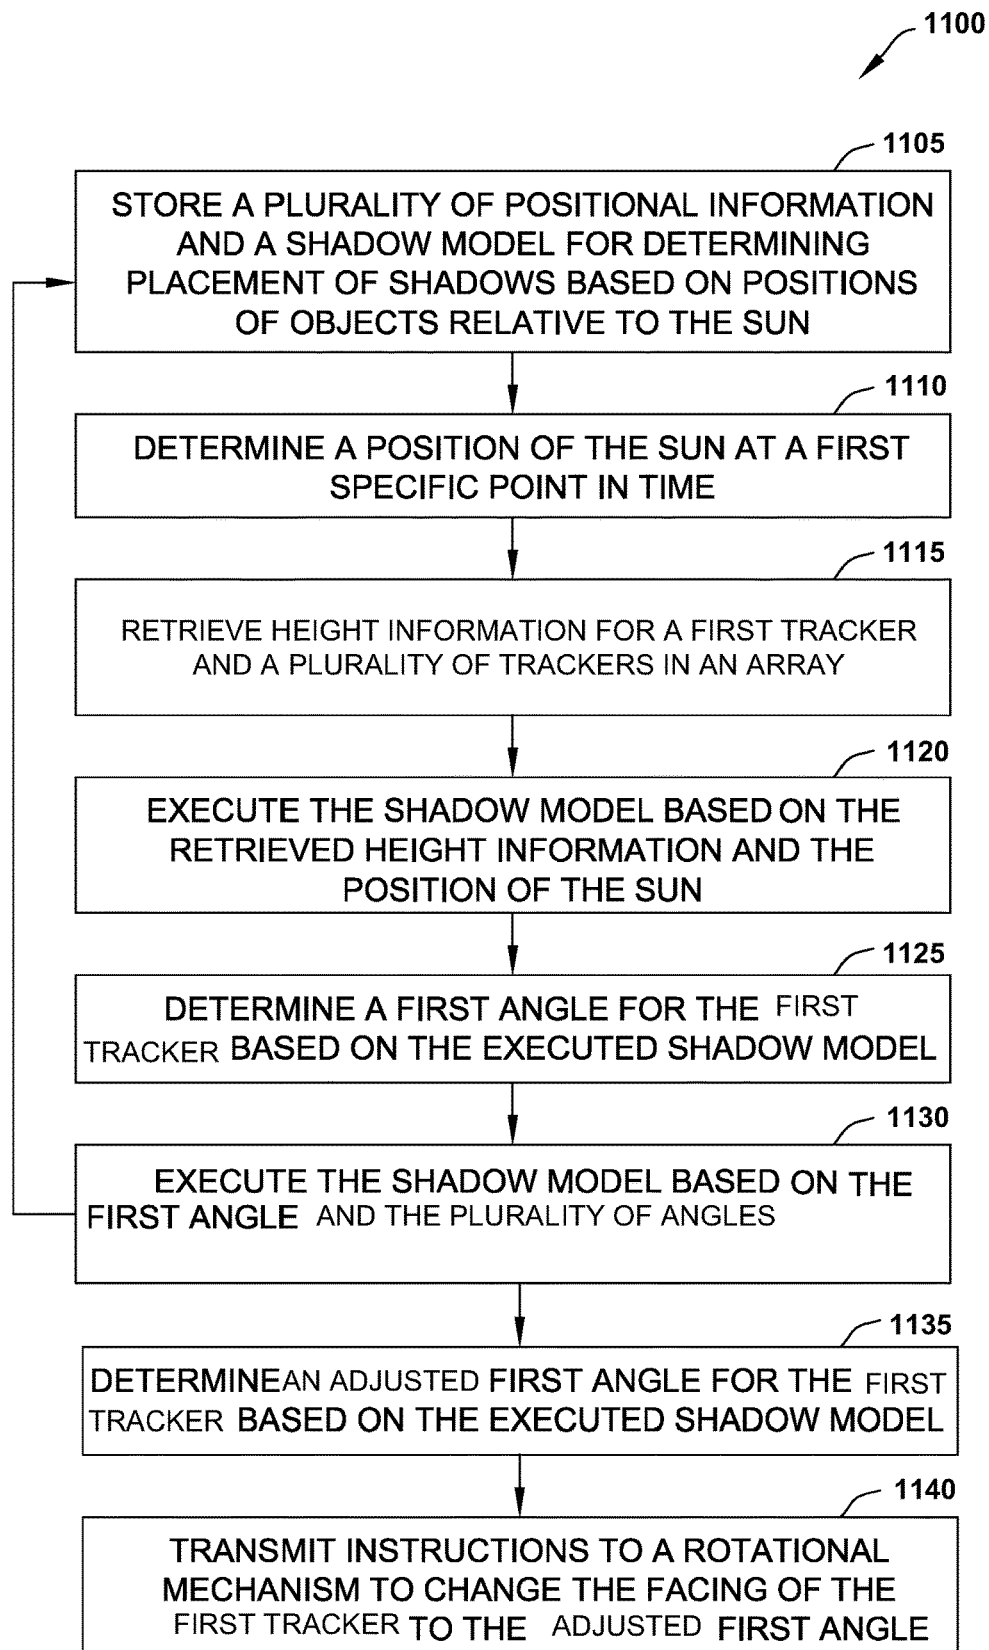 1100
1105
STORE A PLURALITY OF POSITIONAL INFORMATION
AND A SHADOW MODEL FOR DETERMINING
PLACEMENT OF SHADOWS BASED ON POSITIONS
OF OBJECTS RELATIVE TO THE SUN
1110
DETERMINE A POSITION OF THE SUN AT A FIRST
SPECIFIC POINT IN TIME
1115
RETRIEVE HEIGHT INFORMATION FOR A FIRST TRACKER
AND A PLURALITY OF TRACKERS IN AN ARRAY
1120
EXECUTE THE SHADOW MODEL BASED ON THE
RETRIEVED HEIGHT INFORMATION AND THE
POSITION OF THE SUN
1125
DETERMINE A FIRST ANGLE FOR THE FIRST
TRACKER BASED ON THE EXECUTED SHADOW MODEL
1130
EXECUTE THE SHADOW MODEL BASED ON THE
FIRST ANGLE AND THE PLURALITY OF ANGLES
1135
DETERMINE AN ADJUSTED FIRST ANGLE FOR THE FIRST
TRACKER BASED ON THE EXECUTED SHADOW MODEL
1140
TRANSMIT INSTRUCTIONS TO A ROTATIONAL
MECHANISM TO CHANGE THE FACING OF THE
FIRST TRACKER TO THE ADJUSTED FIRST ANGLE